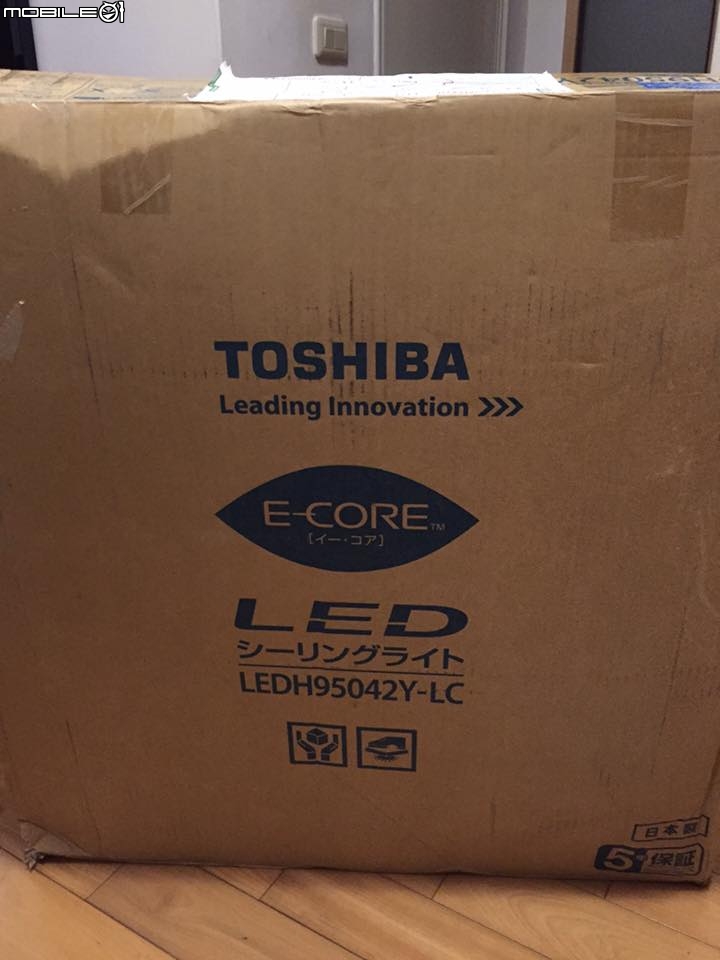 MOBILE01
TOSHIBA
Leading Innovation >>>
E-CORE™
[イー・コア]
LED
シーリングライト
LEDH95042Y-LC
日本製
5年保証